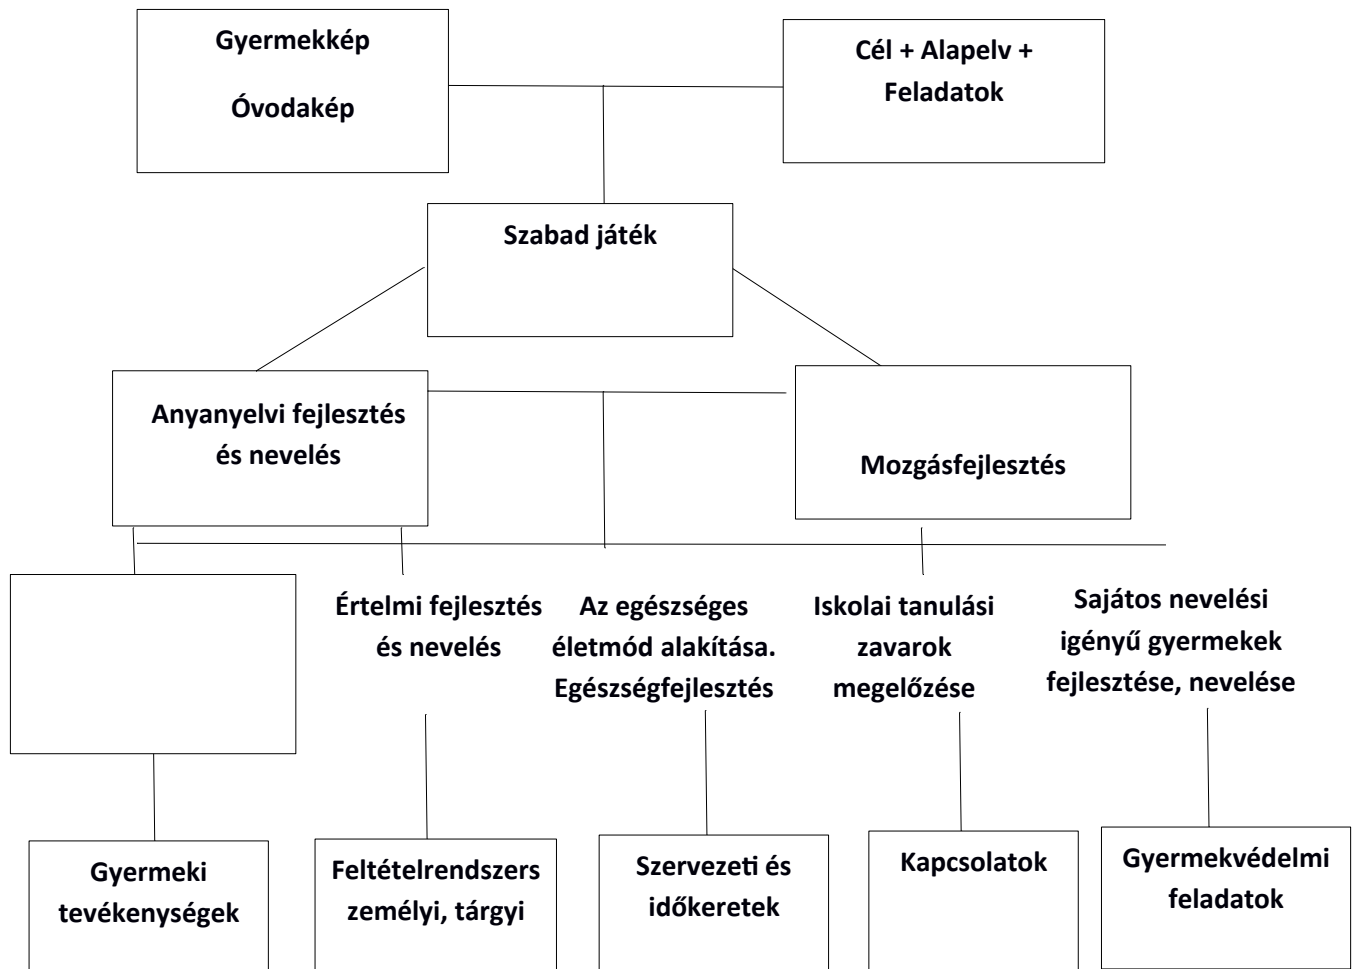 Gyermekkép
Óvodakép
Cél + Alapelv +
Feladatok
Szabad játék
Anyanyelvi fejlesztés
és nevelés
Mozgásfejlesztés
Értelmi fejlesztés
és nevelés
Az egészséges
életmód alakítása.
Egészségfejlesztés
Iskolai tanulási
zavarok
megelőzése
Sajátos nevelési
igényű gyermekek
fejlesztése, nevelése
Gyermeki
tevékenységek
Feltételrendszers
zemélyi, tárgyi
Szervezeti és
időkeretek
Kapcsolatok
Gyermekvédelmi
feladatok